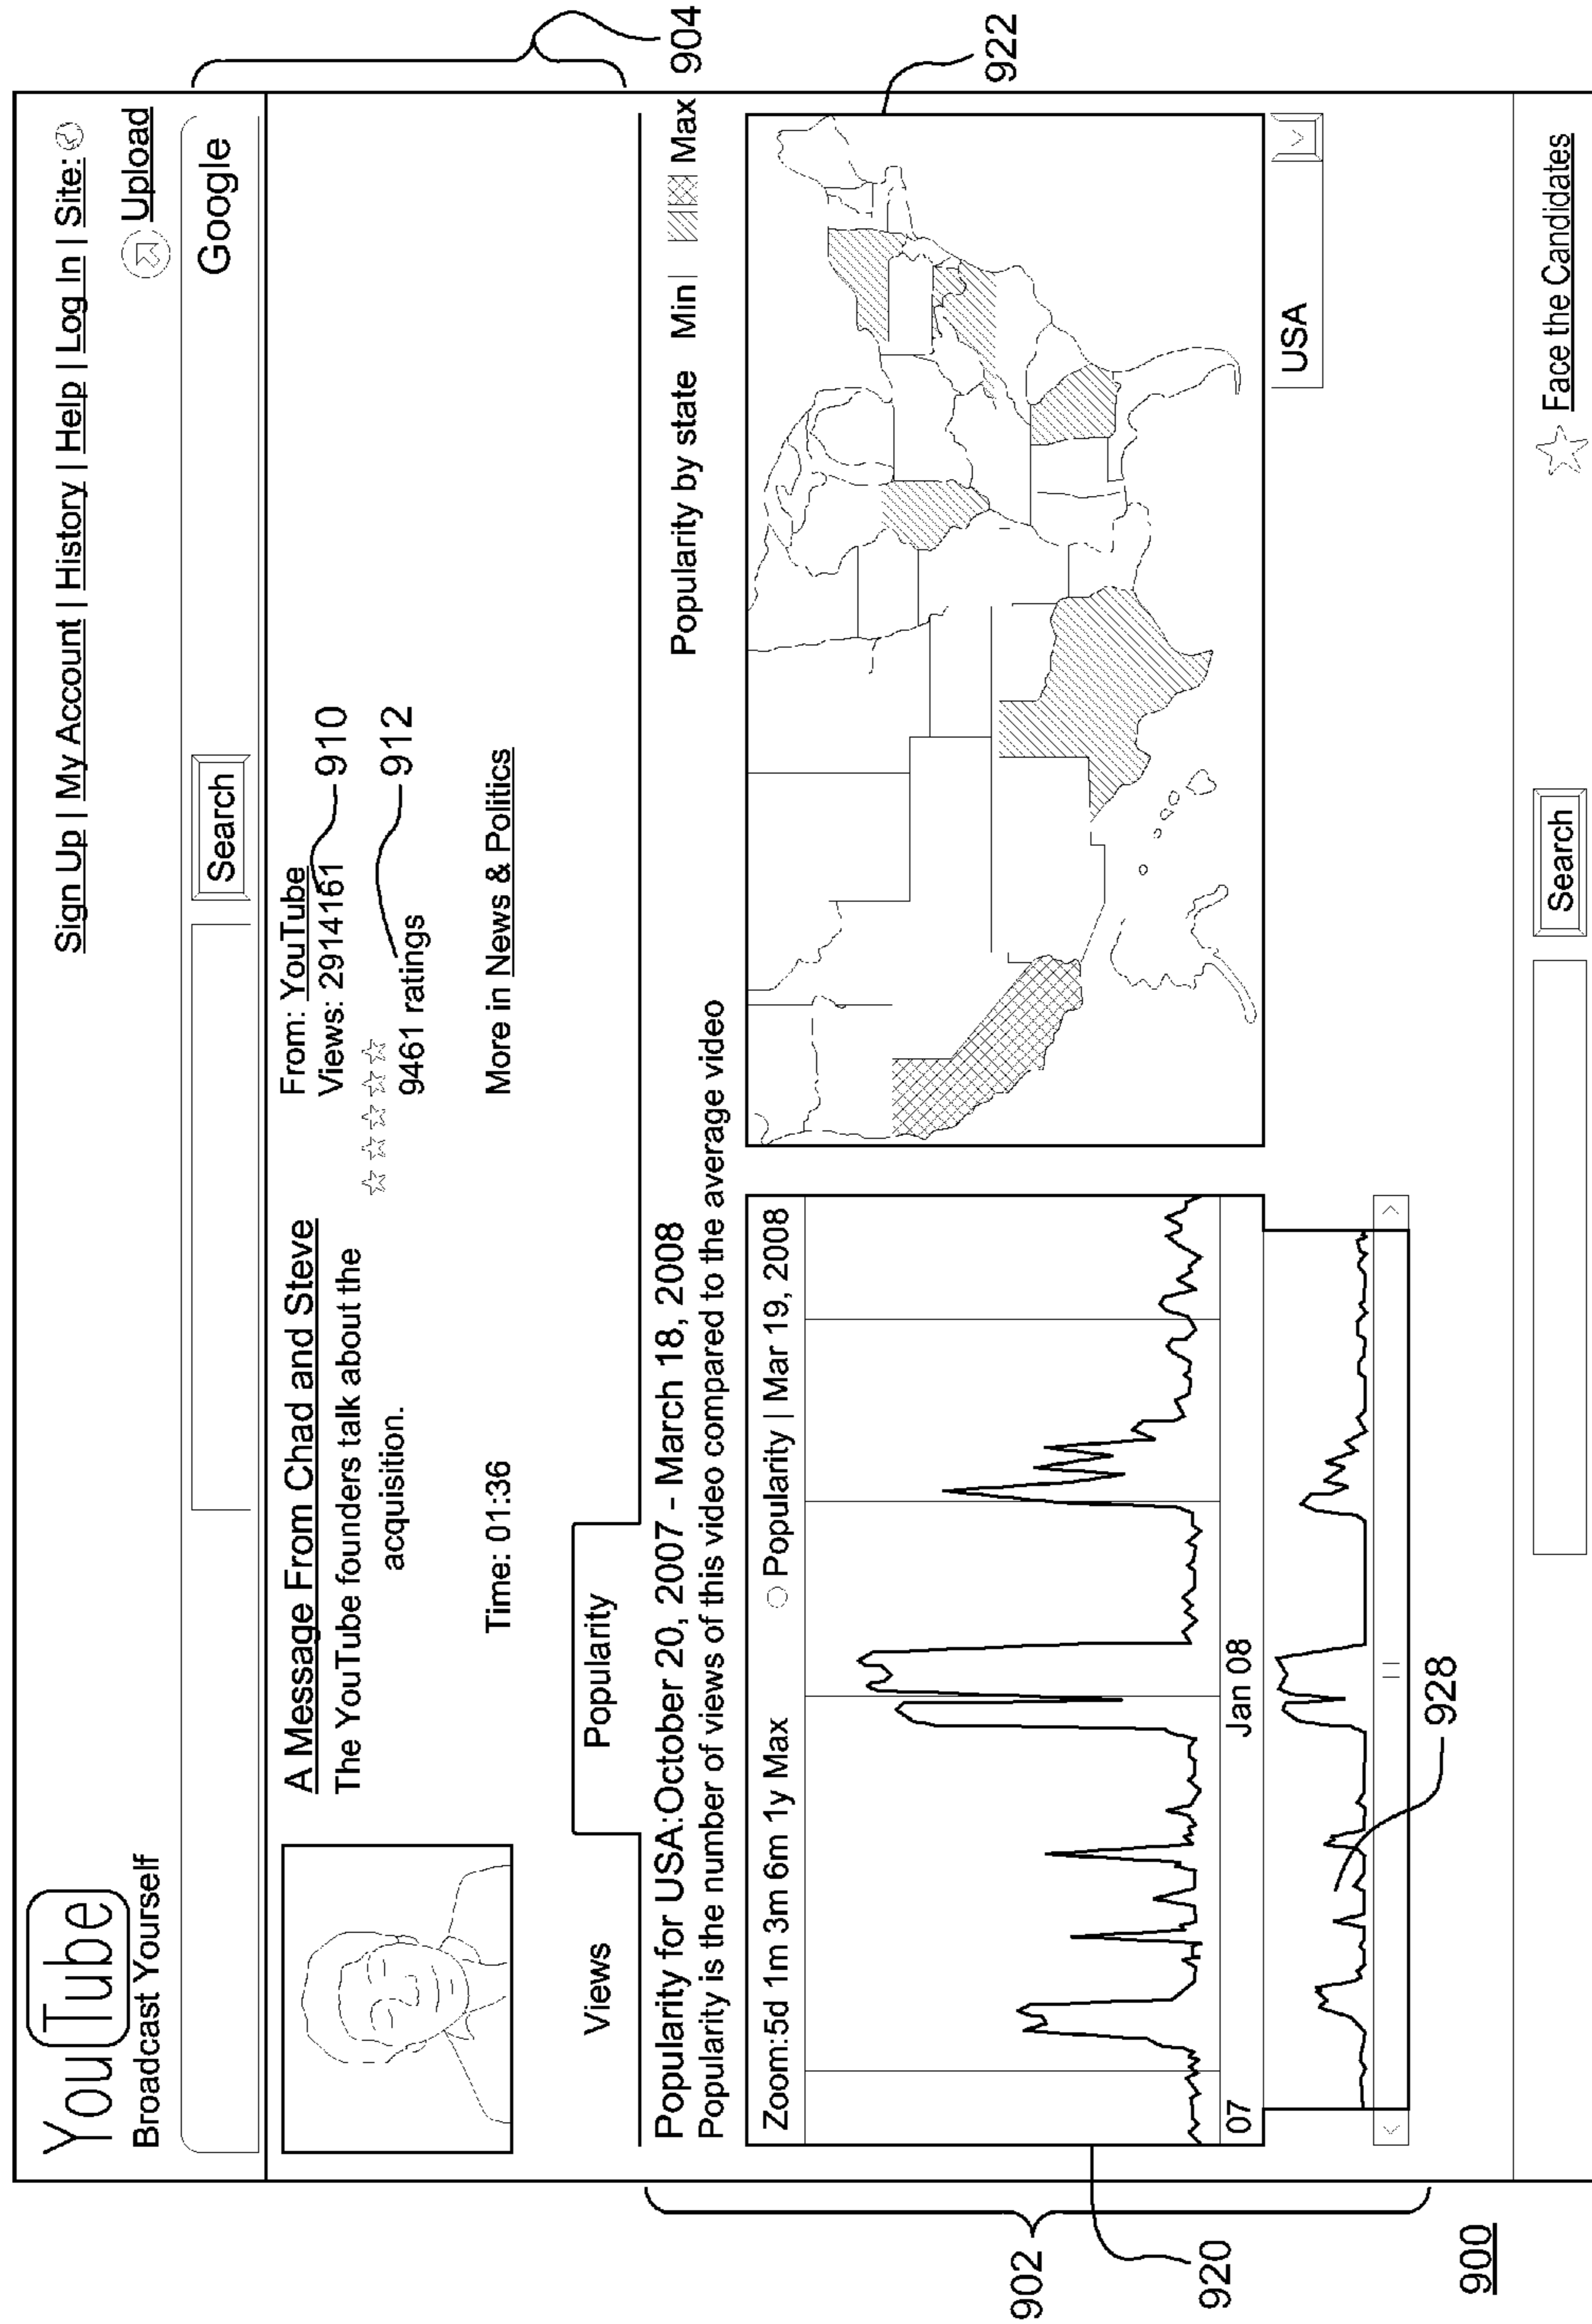 YouTube
Broadcast Yourself
Sign Up | My Account | History | Help | Log In | Site:
Upload
Search
Google
904
A Message From Chad and Steve
The YouTube founders talk about the
acquisition.
Time: 01:36
From: YouTube
Views: 2914161
910
9461 ratings
912
More in News & Politics
Views
Popularity
Popularity for USA:October 20, 2007 - March 18, 2008
Popularity is the number of views of this video compared to the average video
Popularity by state Min Max
Zoom:5d 1m 3m 6m 1y Max
Popularity | Mar 19, 2008
922
07
Jan 08
USA
902
920
928
Search
Face the Candidates
900